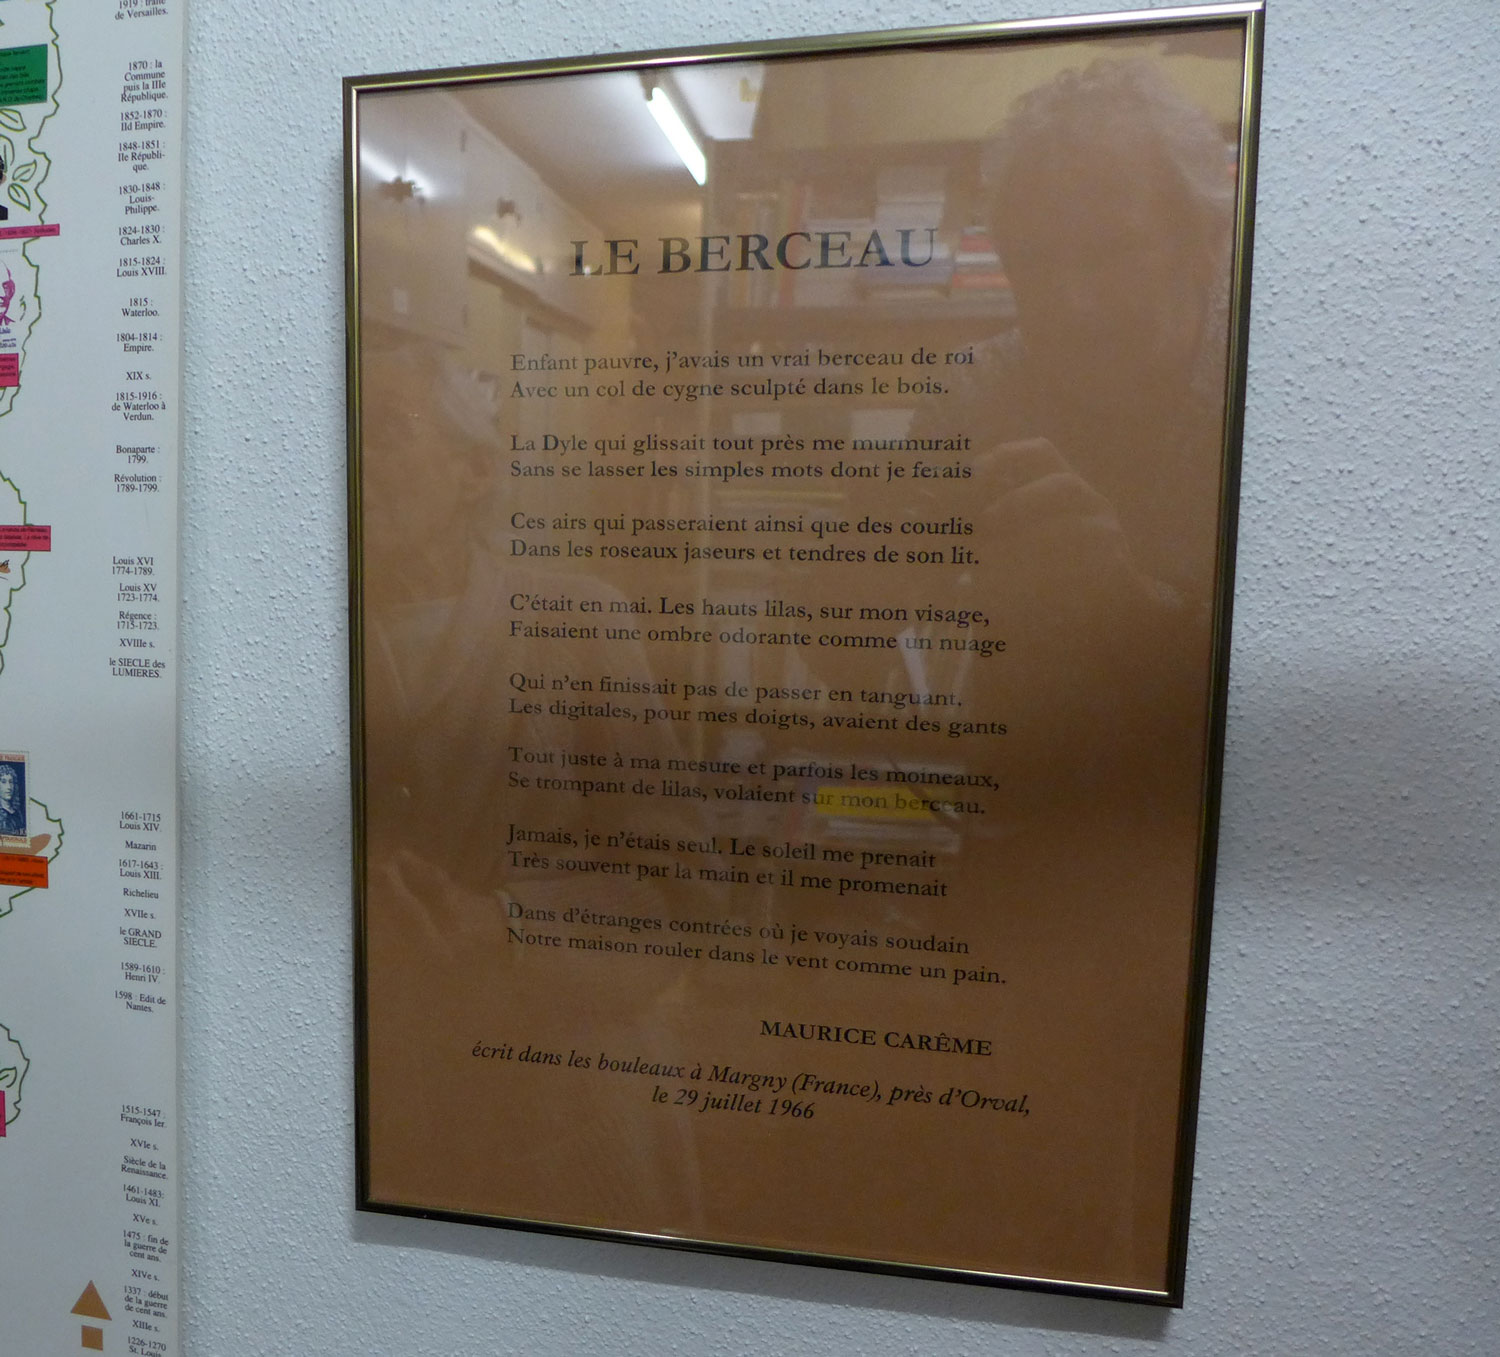 1919 : traité
de Versailles.
1870 : la
Commune
puis la IIIe
République.
1852-1870 :
IId Empire.
1848-1851 :
IIe Républi-
que.
1830-1848 :
Louis-
Philippe.
1824-1830 :
Charles X.
1815-1824 :
Louis XVIII.
1815 :
Waterloo.
1804-1814 :
Empire.
XIX s.
1815-1916 :
de Waterloo à
Verdun.
Bonaparte :
1799.
Révolution :
1789-1799.
Louis XVI
1774-1789.
Louis XV
1723-1774.
Régence :
1715-1723.
XVIIIe s.
le SIECLE des
LUMIERES.
1661-1715
Louis XIV.
Mazarin
1617-1643 :
Louis XIII.
Richelieu
XVIIe s.
le GRAND
SIECLE.
1589-1610 :
Henri IV.
1598 : Edit de
Nantes.
1515-1547 :
François Ier.
XVIe s.
Siècle de la
Renaissance.
1461-1483:
Louis XI.
XVe s.
1475 : fin de
la guerre de
cent ans.
XIVe s.
1337 : début
de la guerre
de cent ans.
XIIIe s.
1226-1270
St. Louis
LE BERCEAU
Enfant pauvre, j'avais un vrai berceau de roi
Avec un col de cygne sculpté dans le bois.
La Dyle qui glissait tout près me murmurait
Sans se lasser les simples mots dont je ferais
Ces airs qui passeraient ainsi que des courlis
Dans les roseaux jaseurs et tendres de son lit.
C'était en mai. Les hauts lilas, sur mon visage,
Faisaient une ombre odorante comme un nuage
Qui n'en finissait pas de passer en tanguant.
Les digitales, pour mes doigts, avaient des gants
Tout juste à ma mesure et parfois les moineaux,
Se trompant de lilas, volaient sur mon berceau.
Jamais, je n'étais seul. Le soleil me prenait
Très souvent par la main et il me promenait
Dans d'étranges contrées où je voyais soudain
Notre maison rouler dans le vent comme un pain.
MAURICE CARÊME
écrit dans les bouleaux à Margny (France), près d'Orval,
le 29 juillet 1966